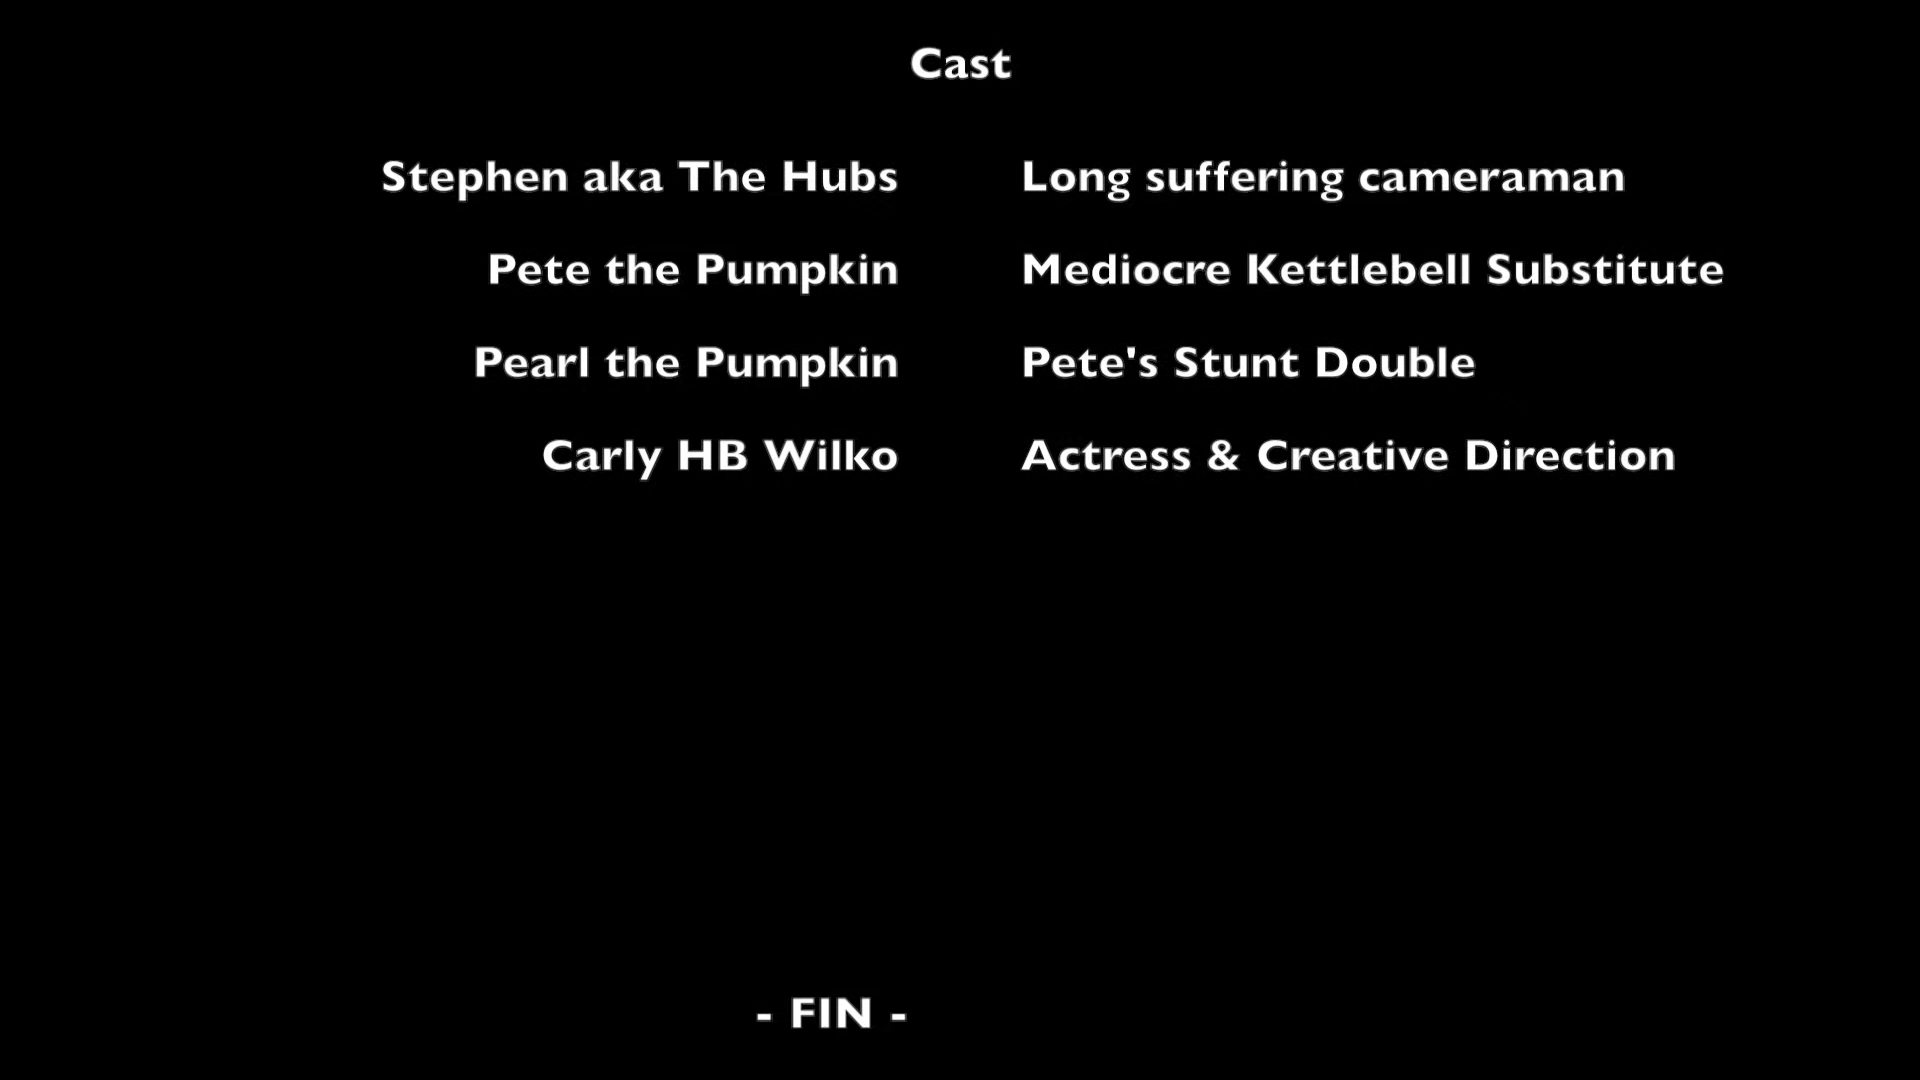 Cast
Stephen aka The Hubs Long suffering cameraman
Pete the Pumpkin Mediocre Kettlebell Substitute
Pearl the Pumpkin Pete's Stunt Double
Carly HB Wilko Actress & Creative Direction
- FIN -